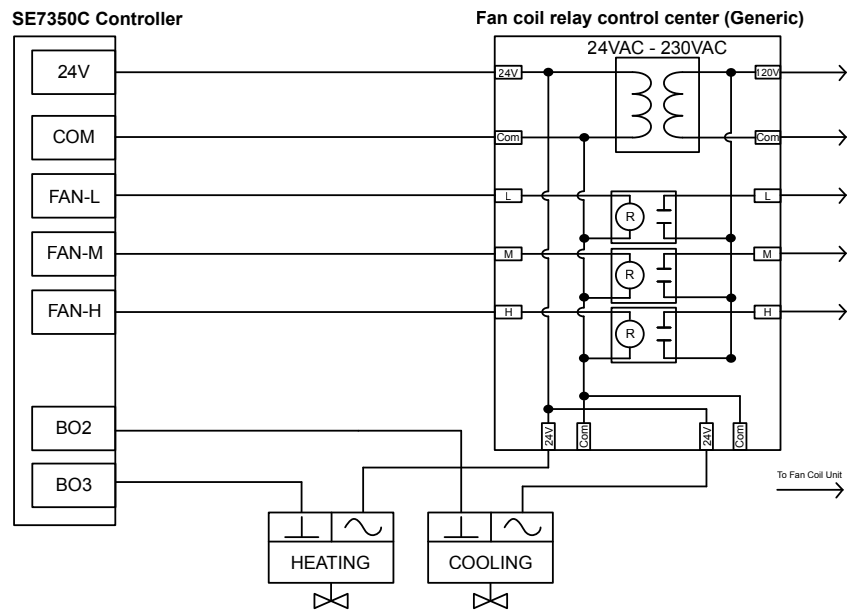 SE7350C Controller
Fan coil relay control center (Generic)
24VAC - 230VAC
24V
24V
120V
COM
Com
Com
FAN-L
L
L
R
FAN-M
M
M
R
FAN-H
H
H
R
BO2
24V
Com
24V
Com
BO3
To Fan Coil Unit
HEATING
COOLING